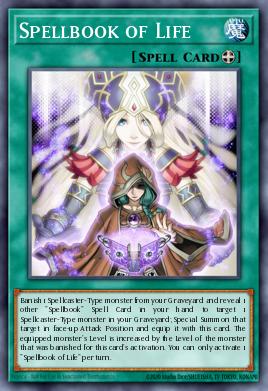 Spellbook of Life
魔
[Spell Card]
Banish 1 Spellcaster-Type monster from your Graveyard and reveal 1
other "Spellbook" Spell Card in your hand to target 1
Spellcaster-Type monster in your Graveyard; Special Summon on that
target in face-up Attack Position and equip it with this card. The
equipped monster's Level is increased by the Level of the monster
that was banished for this card's activation. You can only activate 1
"Spellbook of Life" per turn.